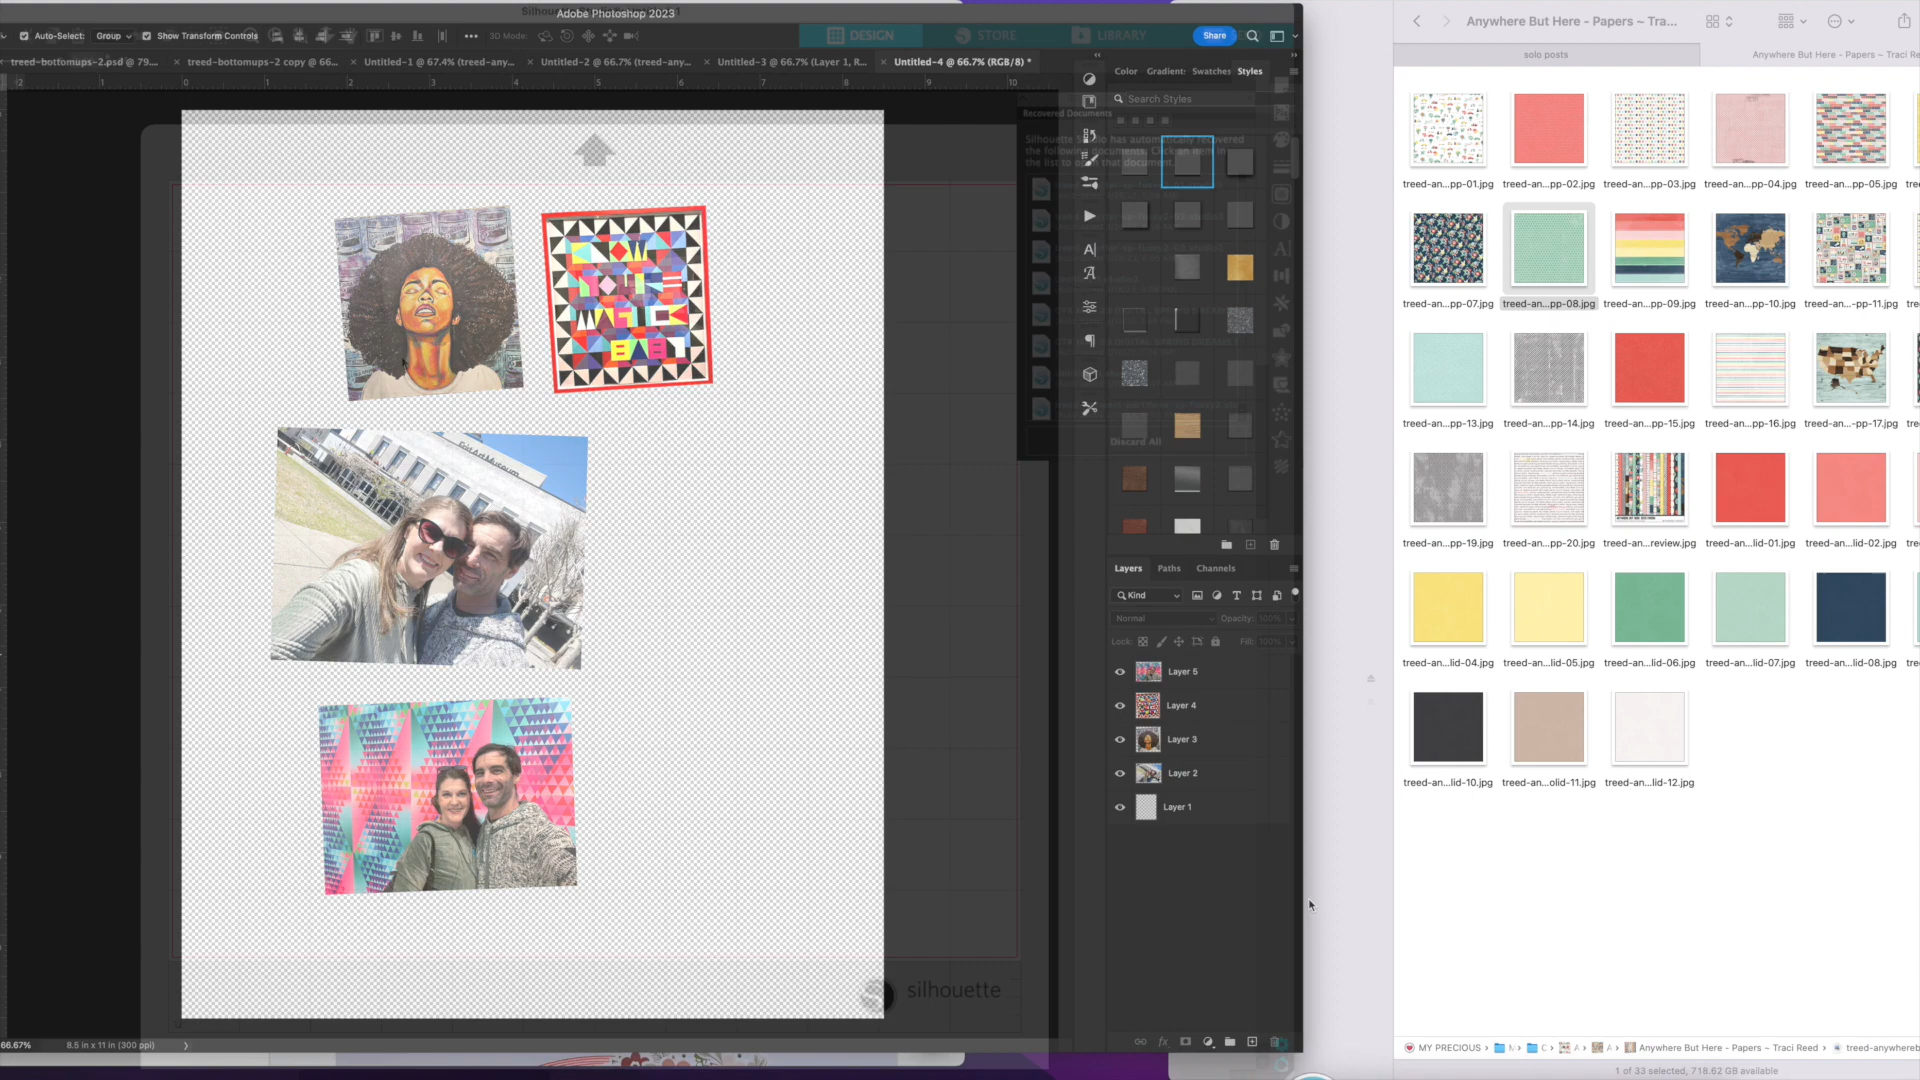 Adobe Photoshop 2023
Auto-Select:
Group
Show Transform Controls
3D Mode:
DESIGN
STORE
LIBRARY
Share
treed-bottomups-2.psd @ 79....
treed-bottomups-2 copy @ 66...
Untitled-1 @ 67.4% (treed-any...
Untitled-2 @ 66.7% (treed-any...
Untitled-3 @ 66.7% (Layer 1, R...
Untitled-4 @ 66.7% (RGB/8) *
Color
Gradient:
Swatches
Styles
Search Styles
Recovered Documents
Silhouette Studio has automatically recovered
the following documents. Click an item in
the list to open that document.
Discard All
KNOW
YOUR
MAGIC
BABY
Erie Art Museum
Layers
Paths
Channels
Kind
Normal
Opacity: 100%
Lock:
Fill: 100%
Layer 5
Layer 4
Layer 3
Layer 2
Layer 1
silhouette
66.67%
8.5 in x 11 in (300 ppi)
Anywhere But Here - Papers ~ Tra...
solo posts
Anywhere But Here - Papers ~ Traci Re
treed-an...pp-01.jpg
treed-an...pp-02.jpg
treed-an...pp-03.jpg
treed-an...pp-04.jpg
treed-an...pp-05.jpg
treed-an...pp-07.jpg
treed-an...pp-08.jpg
treed-an...pp-09.jpg
treed-an...pp-10.jpg
treed-an...-pp-11.jpg
treed-an...pp-13.jpg
treed-an...pp-14.jpg
treed-an...pp-15.jpg
treed-an...pp-16.jpg
treed-an...-pp-17.jpg
treed-an...pp-19.jpg
treed-an...pp-20.jpg
treed-an...review.jpg
treed-an...lid-01.jpg
treed-an...lid-02.jpg
treed-an...lid-04.jpg
treed-an...lid-05.jpg
treed-an...lid-06.jpg
treed-an...lid-07.jpg
treed-an...lid-08.jpg
treed-an...lid-10.jpg
treed-an...olid-11.jpg
treed-an...lid-12.jpg
MY PRECIOUS
Anywhere But Here - Papers ~ Traci Reed
treed-anywhereb
1 of 33 selected, 718.62 GB available